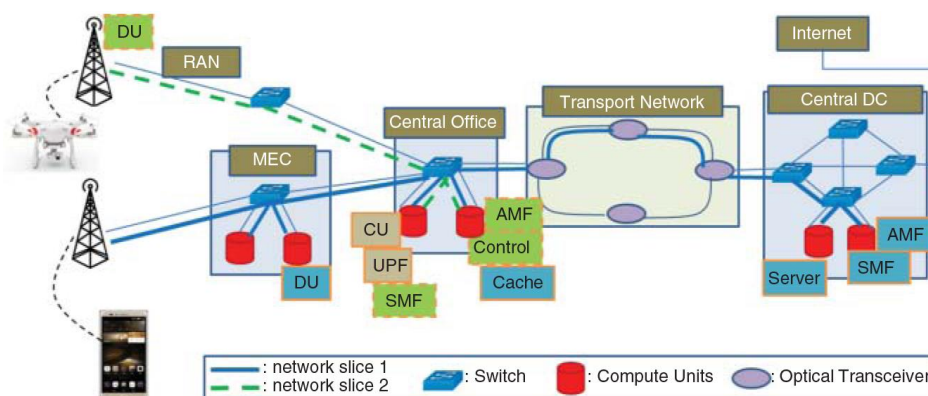 DU
RAN
Internet
Transport Network
Central DC
Central Office
MEC
CU
UPF
SMF
AMF
Control
Cache
DU
AMF
SMF
Server
: network slice 1
: network slice 2
: Switch
: Compute Units
: Optical Transceiver